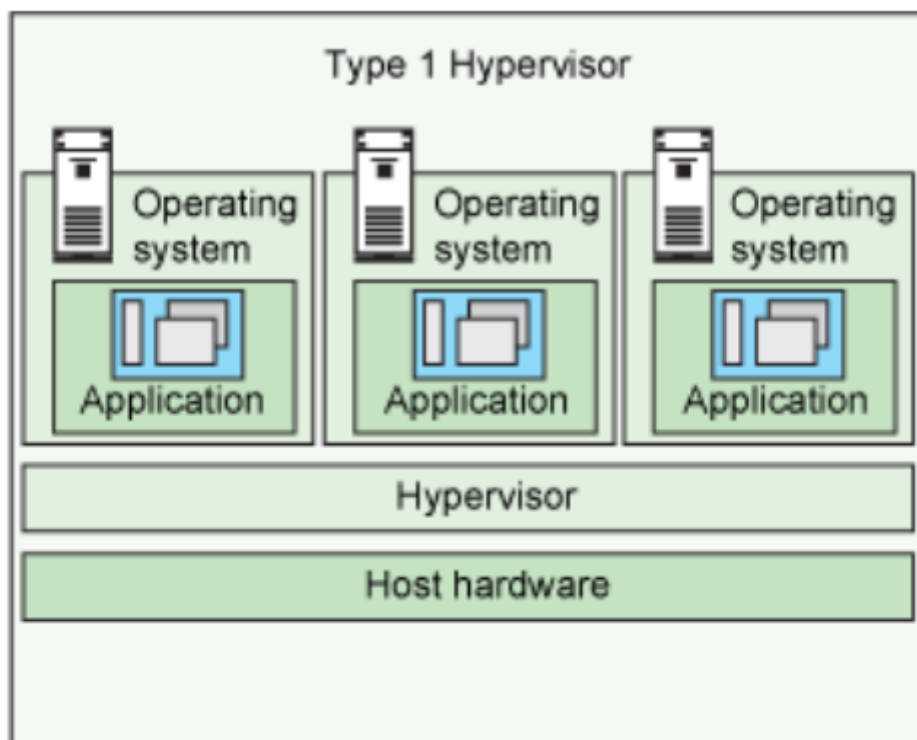 Type 1 Hypervisor
Operating
system
Application
Operating
system
Application
Operating
system
Application
Hypervisor
Host hardware